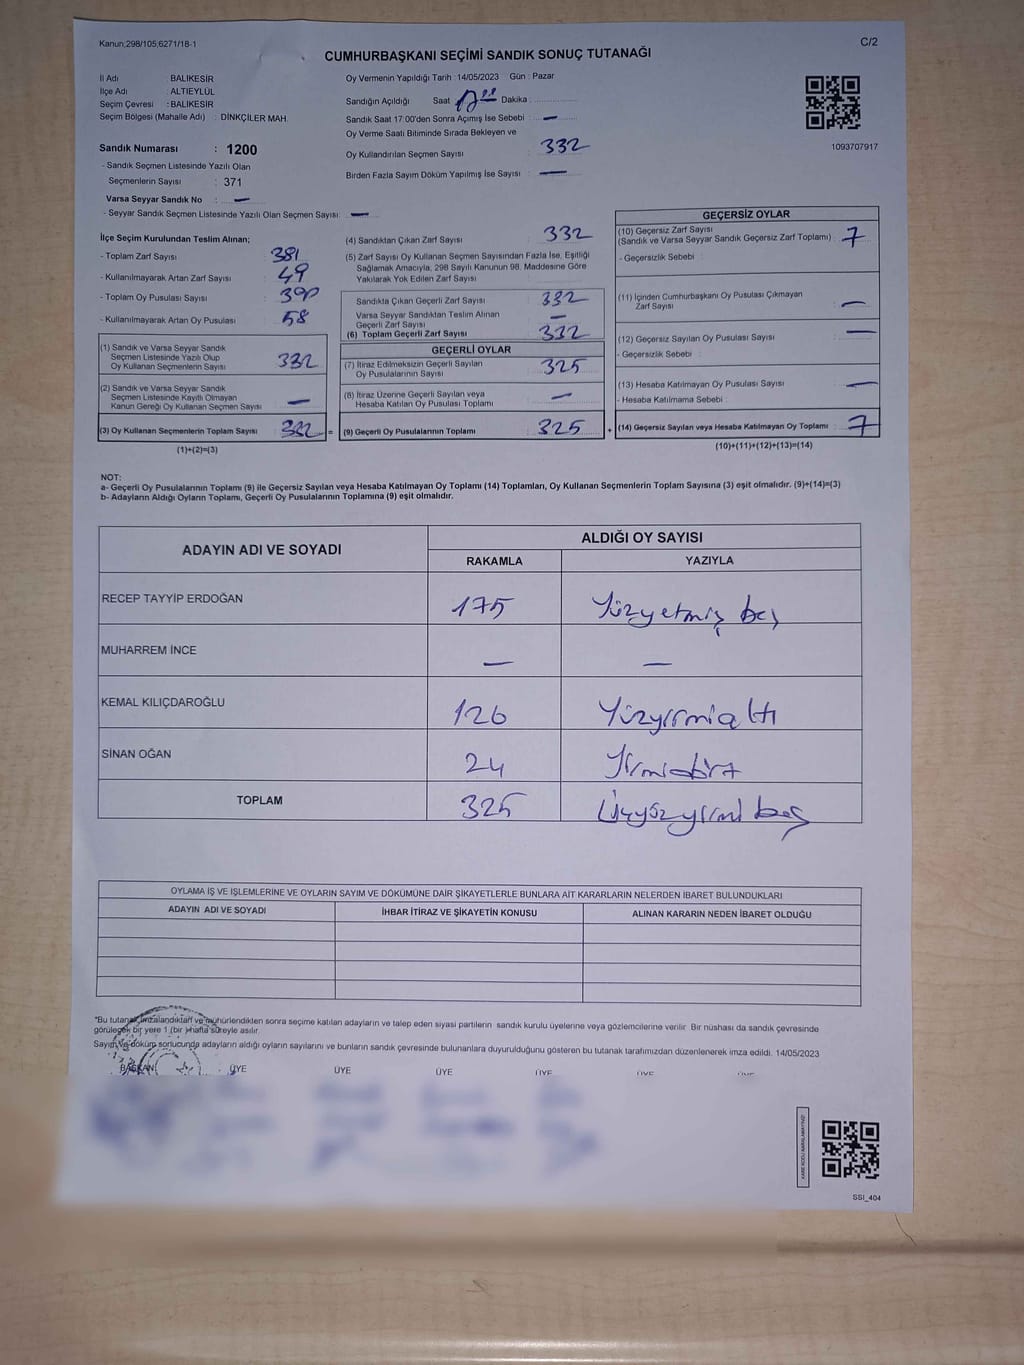 Kanun;298/105;6271/18-1
C/2
CUMHURBAŞKANI SEÇİMİ SANDIK SONUÇ TUTANAĞI
İl Adı : BALIKESİR
İlçe Adı : ALTIEYLÜL
Seçim Çevresi : BALIKESİR
Seçim Bölgesi (Mahalle Adı) : DİNKÇİLER MAH.
Sandık Numarası : 1200
- Sandık Seçmen Listesinde Yazılı Olan
Seçmenlerin Sayısı : 371
Varsa Seyyar Sandık No : —
- Seyyar Sandık Seçmen Listesinde Yazılı Olan Seçmen Sayısı: —
Oy Vermenin Yapıldığı Tarih : 14/05/2023 Gün : Pazar
Sandığın Açıldığı Saat Dakika :
Sandık Saat 17:00'den Sonra Açımış İse Sebebi : —
Oy Verme Saati Bitiminde Sırada Bekleyen ve
Oy Kullandırılan Seçmen Sayısı : 332
Birden Fazla Sayım Döküm Yapılmış İse Sayısı : —
1093707917
İlçe Seçim Kurulundan Teslim Alınan;
- Toplam Zarf Sayısı : 381
- Kullanılmayarak Artan Zarf Sayısı : 49
- Toplam Oy Pusulası Sayısı : 390
- Kullanılmayarak Artan Oy Pusulası : 58
(1) Sandık ve Varsa Seyyar Sandık
Seçmen Listesinde Yazılı Olup
Oy Kullanan Seçmenlerin Sayısı : 332
(2) Sandık ve Varsa Seyyar Sandık
Seçmen Listesinde Kayıtlı Olmayan
Kanun Gereği Oy Kullanan Seçmen Sayısı : —
(3) Oy Kullanan Seçmenlerin Toplam Sayısı : 332 =
(1)+(2)=(3)
(4) Sandıktan Çıkan Zarf Sayısı : 332
(5) Zarf Sayısı Oy Kullanan Seçmen Sayısından Fazla İse, Eşitliği
Sağlamak Amacıyla, 298 Sayılı Kanunun 98. Maddesine Göre
Yakılarak Yok Edilen Zarf Sayısı :
Sandıkta Çıkan Geçerli Zarf Sayısı : 332
Varsa Seyyar Sandıktan Teslim Alınan
Geçerli Zarf Sayısı : —
(6) Toplam Geçerli Zarf Sayısı : 332
GEÇERLİ OYLAR
(7) İtiraz Edilmeksizin Geçerli Sayılan
Oy Pusulalarının Sayısı : 325
(8) İtiraz Üzerine Geçerli Sayılan veya
Hesaba Katılan Oy Pusulası Toplamı : —
(9) Geçerli Oy Pusulalarının Toplamı : 325 +
GEÇERSİZ OYLAR
(10) Geçersiz Zarf Sayısı
(Sandık ve Varsa Seyyar Sandık Geçersiz Zarf Toplamı) : 7
- Geçersizlik Sebebi :
(11) İçinden Cumhurbaşkanı Oy Pusulası Çıkmayan
Zarf Sayısı : —
(12) Geçersiz Sayılan Oy Pusulası Sayısı : —
- Geçersizlik Sebebi :
(13) Hesaba Katılmayan Oy Pusulası Sayısı : —
- Hesaba Katılmama Sebebi :
(14) Geçersiz Sayılan veya Hesaba Katılmayan Oy Toplamı : 7
(10)+(11)+(12)+(13)=(14)
NOT:
a- Geçerli Oy Pusulalarının Toplamı (9) ile Geçersiz Sayılan veya Hesaba Katılmayan Oy Toplamı (14) Toplamları, Oy Kullanan Seçmenlerin Toplam Sayısına (3) eşit olmalıdır. (9)+(14)=(3)
b- Adayların Aldığı Oyların Toplamı, Geçerli Oy Pusulalarının Toplamına (9) eşit olmalıdır.
ADAYIN ADI VE SOYADI
ALDIĞI OY SAYISI
RAKAMLA YAZIYLA
RECEP TAYYİP ERDOĞAN 175 Yüzyetmiş beş
MUHARREM İNCE — —
KEMAL KILIÇDAROĞLU 126 Yüzyirmialtı
SİNAN OĞAN 24
TOPLAM 325 Üçyüzyirmi beş
OYLAMA İŞ VE İŞLEMLERİNE VE OYLARIN SAYIM VE DÖKÜMÜNE DAİR ŞİKAYETLERLE BUNLARA AİT KARARLARIN NELERDEN İBARET BULUNDUKLARI
ADAYIN ADI VE SOYADI İHBAR İTİRAZ VE ŞİKAYETİN KONUSU ALINAN KARARIN NEDEN İBARET OLDUĞU
*Bu tutanak imzalandıktan ve mühürlendikten sonra seçime katılan adayların ve talep eden siyasi partilerin sandık kurulu üyelerine veya gözlemcilerine verilir. Bir nüshası da sandık çevresinde
görülecek bir yere 1 (bir) hafta süreyle asılır.
Sayım ve döküm sonucunda adayların aldığı oyların sayılarını ve bunların sandık çevresinde bulunanlara duyurulduğunu gösteren bu tutanak tarafımızdan düzenlenerek imza edildi. 14/05/2023
BAŞKAN ÜYE ÜYE ÜYE ÜYE ÜYE ÜYE
KARE KODU KARALAMAYINIZ!
SSI_404